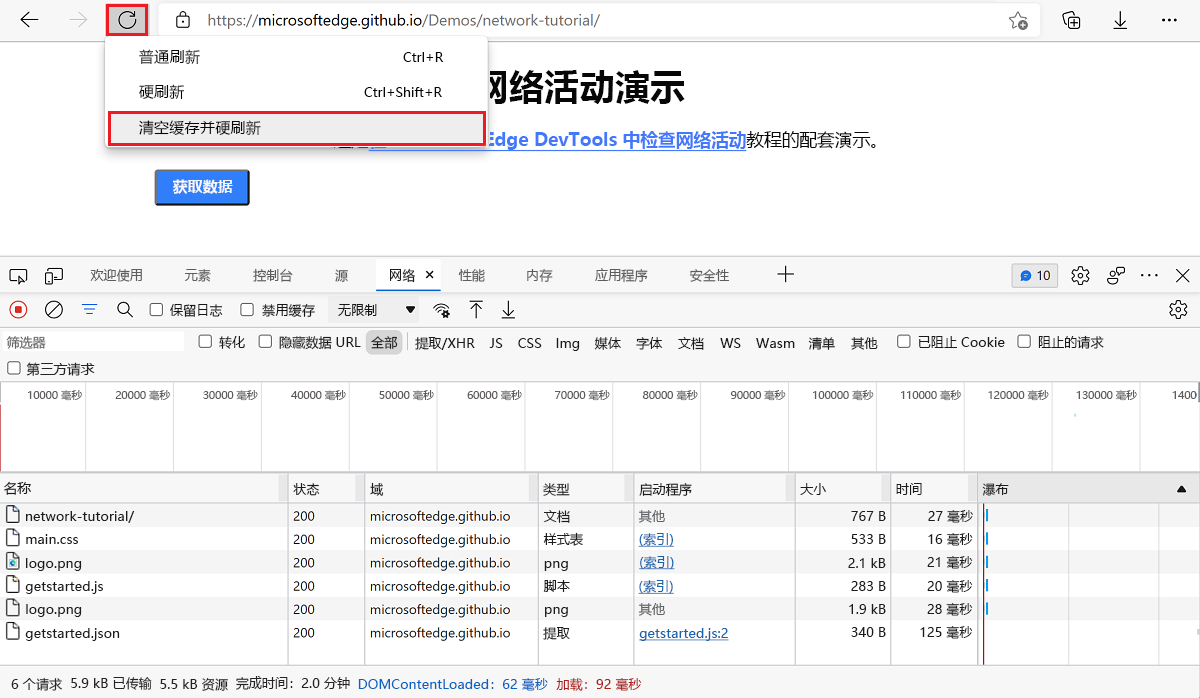 https://microsoftedge.github.io/Demos/network-tutorial/
普通刷新 Ctrl+R
硬刷新 Ctrl+Shift+R
清空缓存并硬刷新
网络活动演示
Edge DevTools 中检查网络活动教程的配套演示。
获取数据
欢迎使用 元素 控制台 源 网络 性能 内存 应用程序 安全性 10
保留日志 禁用缓存 无限制
筛选器 转化 隐藏数据 URL 全部 提取/XHR JS CSS Img 媒体 字体 文档 WS Wasm 清单 其他 已阻止 Cookie 阻止的请求
第三方请求
10000 毫秒 20000 毫秒 30000 毫秒 40000 毫秒 50000 毫秒 60000 毫秒 70000 毫秒 80000 毫秒 90000 毫秒 100000 毫秒 110000 毫秒 120000 毫秒 130000 毫秒 1400
名称 状态 域 类型 启动程序 大小 时间 瀑布
network-tutorial/ 200 microsoftedge.github.io 文档 其他 767 B 27 毫秒
main.css 200 microsoftedge.github.io 样式表 (索引) 533 B 16 毫秒
logo.png 200 microsoftedge.github.io png (索引) 2.1 kB 21 毫秒
getstarted.js 200 microsoftedge.github.io 脚本 (索引) 283 B 20 毫秒
logo.png 200 microsoftedge.github.io png 其他 1.9 kB 28 毫秒
getstarted.json 200 microsoftedge.github.io 提取 getstarted.js:2 340 B 125 毫秒
6 个请求 5.9 kB 已传输 5.5 kB 资源 完成时间：2.0 分钟 DOMContentLoaded：62 毫秒 加载：92 毫秒